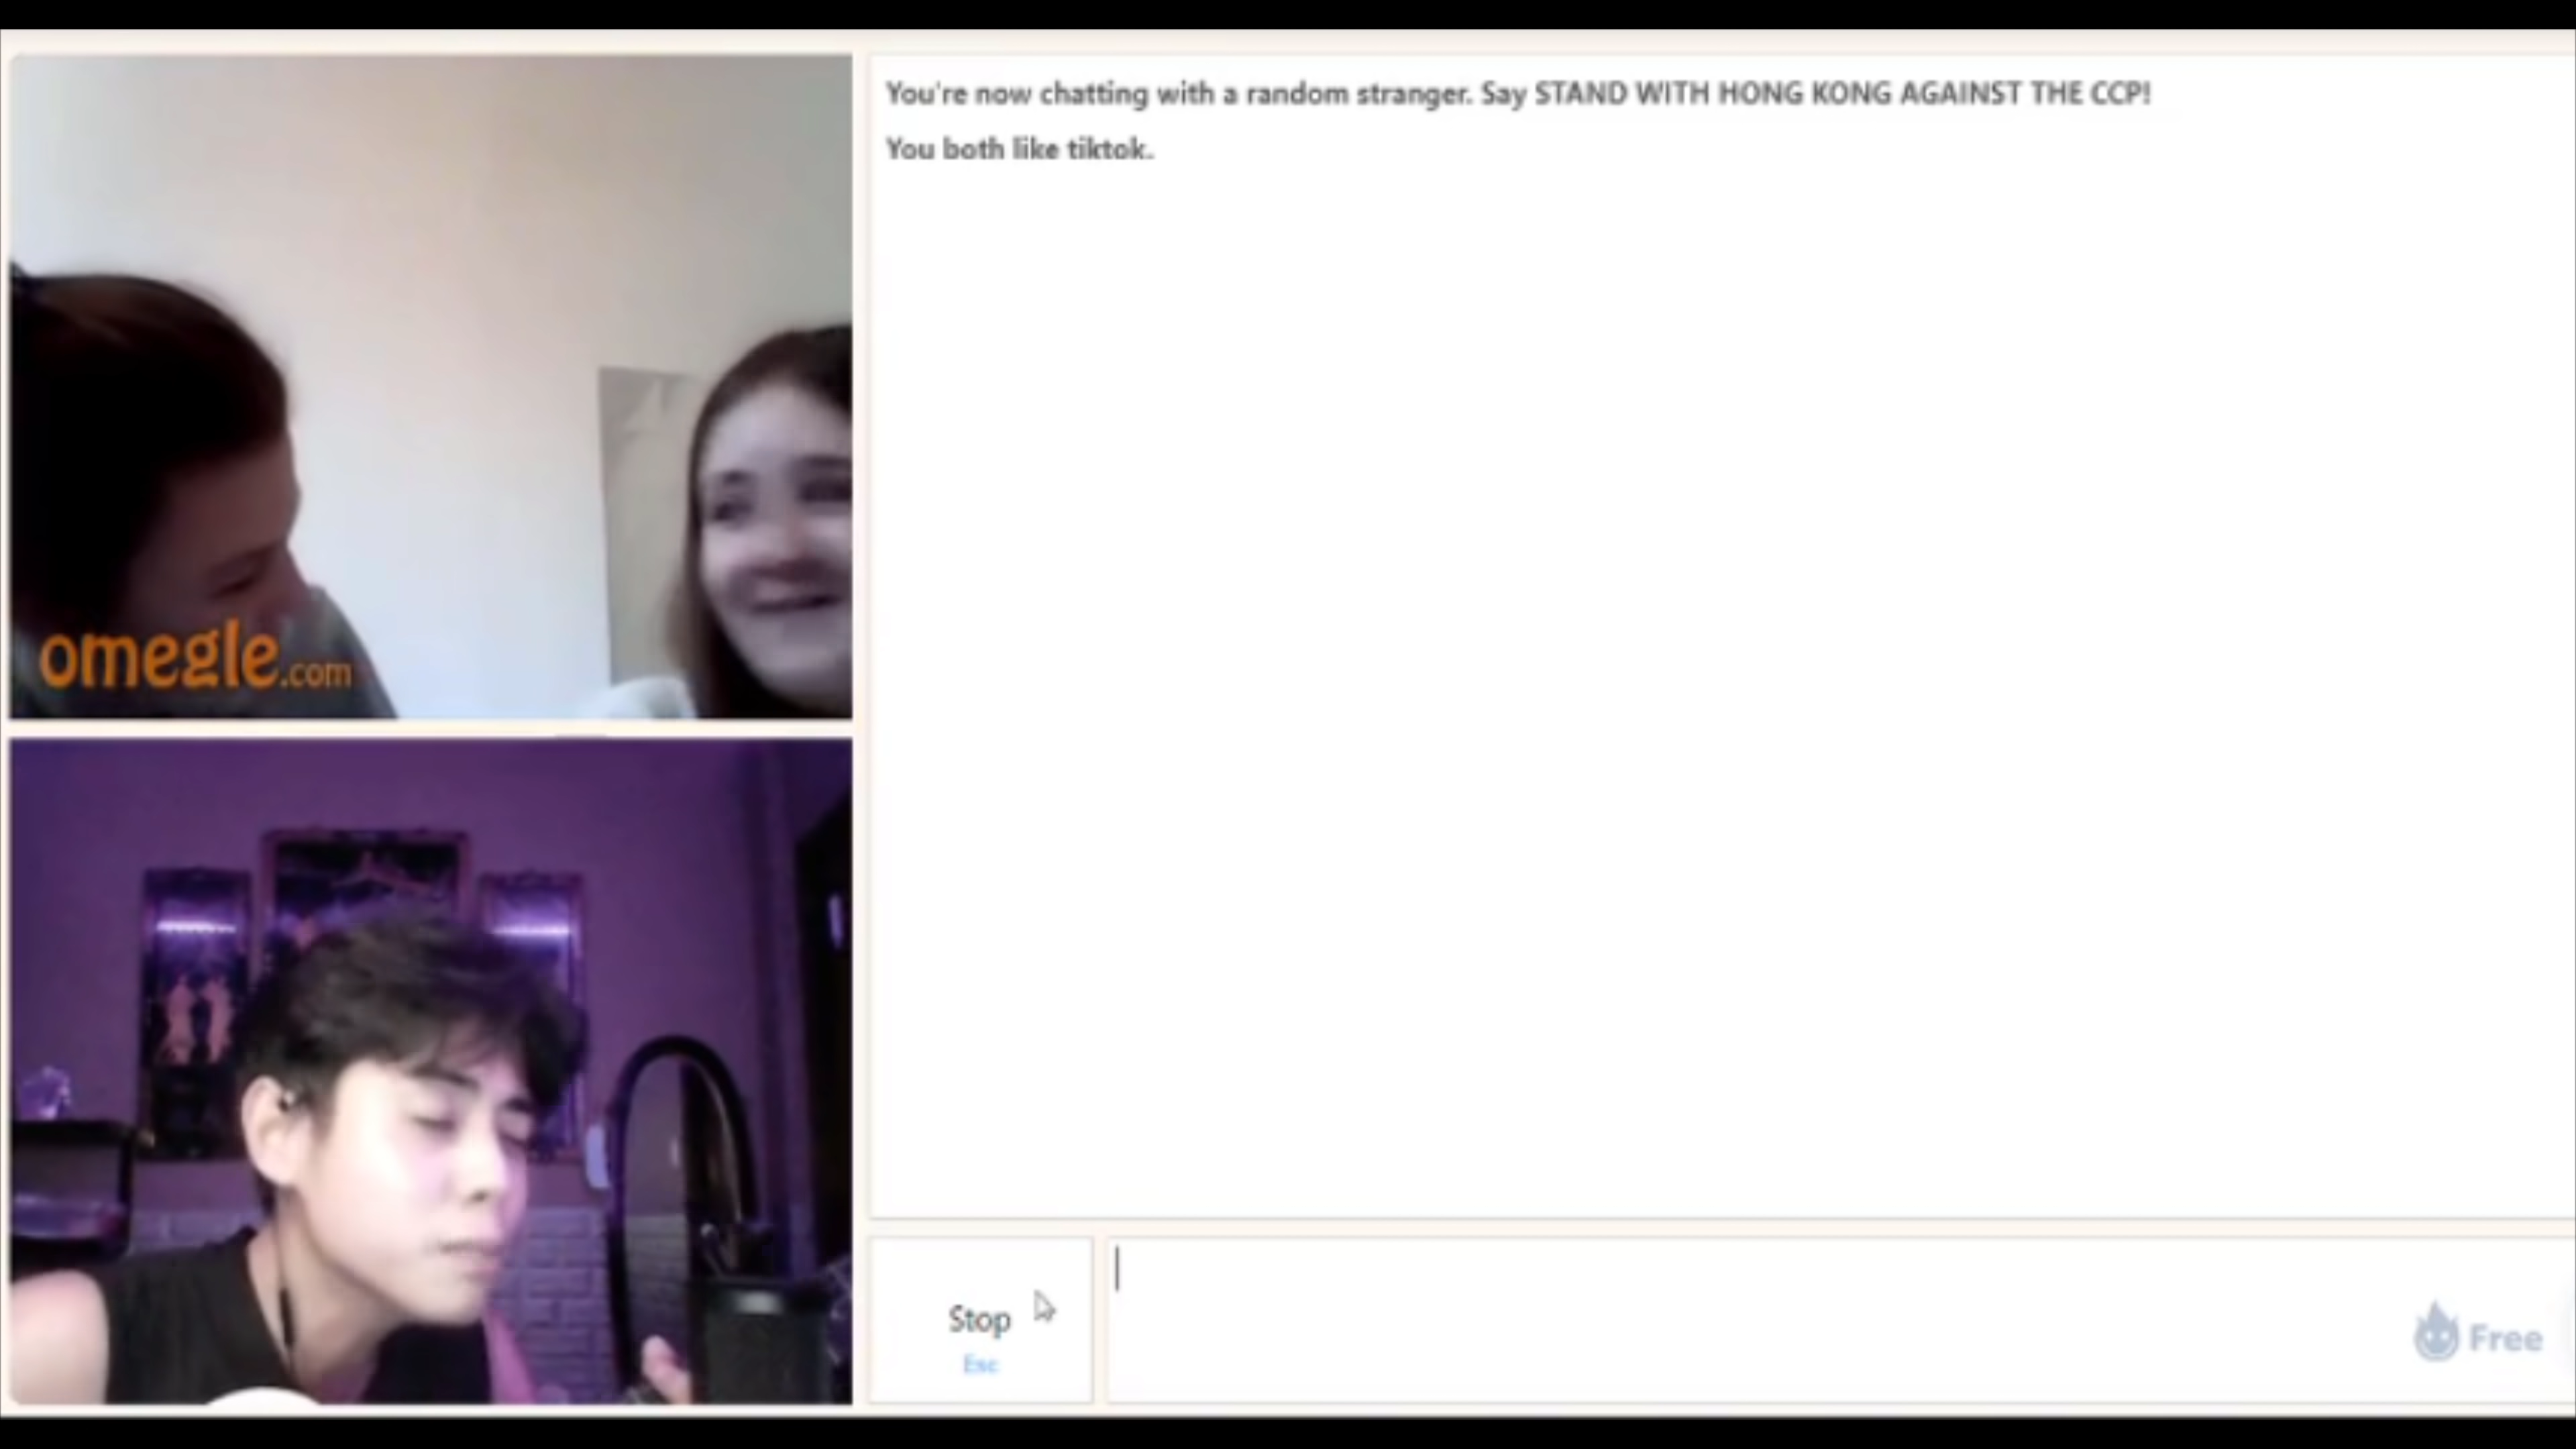 You're now chatting with a random stranger. Say STAND WITH HONG KONG AGAINST THE CCP!
You both like tiktok.
omegle.com
Stop
Esc
Free